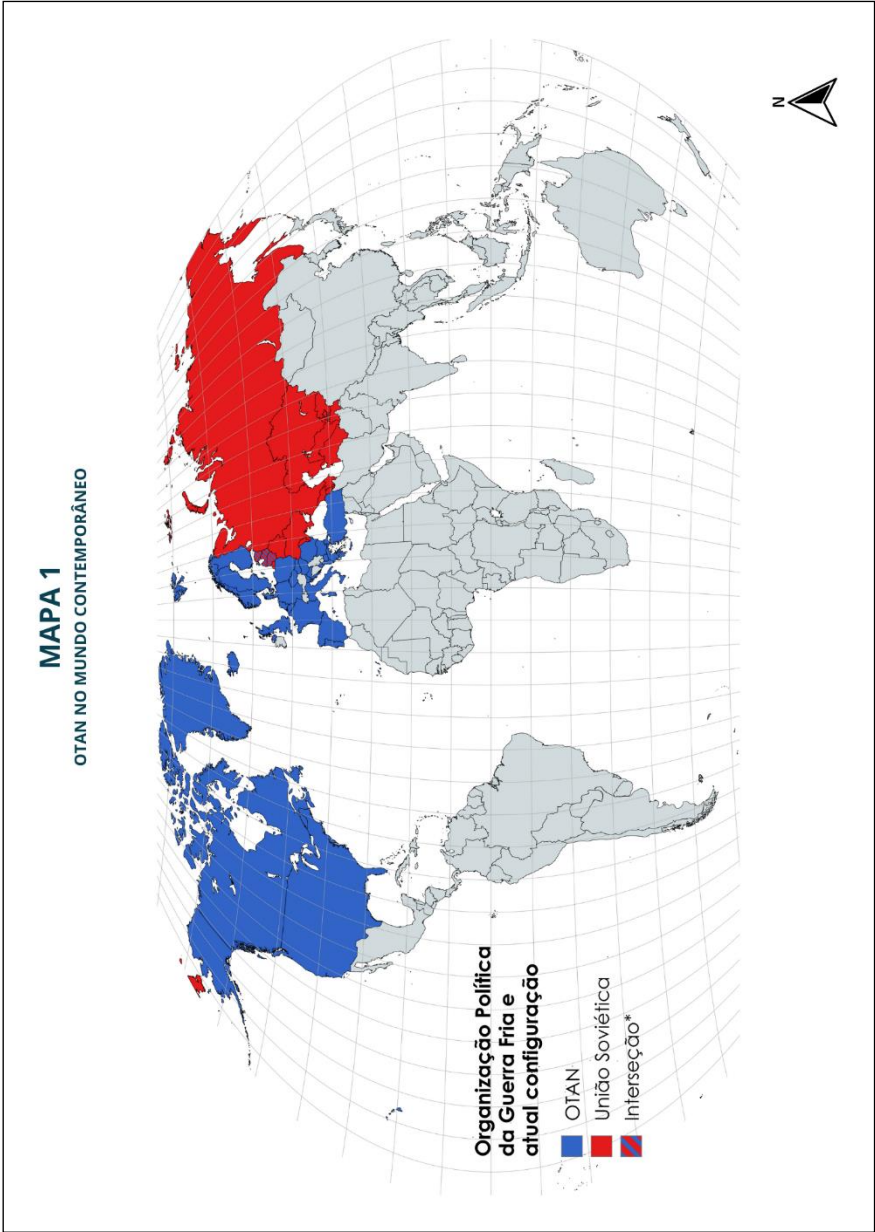 MAPA 1
OTAN NO MUNDO CONTEMPORÂNEO
N
Organização Política
da Guerra Fria e
atual configuração
OTAN
União Soviética
Interseção*